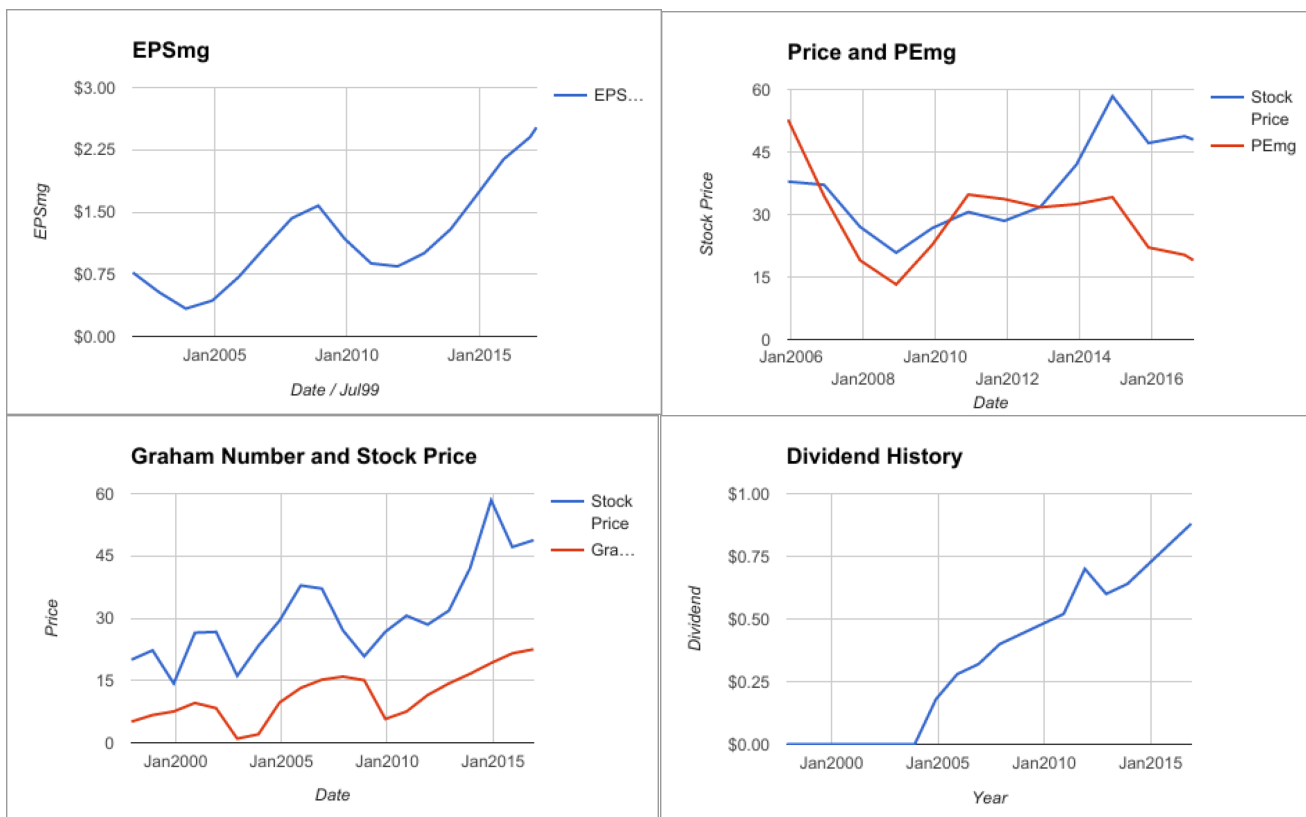 EPSmg
$3.00
$2.25
$1.50
$0.75
$0.00
EPSmg
EPS…
Jan2005
Jan2010
Jan2015
Date / Jul99
Price and PEmg
60
45
30
15
0
Stock Price
Stock
Price
PEmg
Jan2006
Jan2008
Jan2010
Jan2012
Jan2014
Jan2016
Date
Graham Number and Stock Price
60
45
30
15
0
Price
Stock
Price
Gra…
Jan2000
Jan2005
Jan2010
Jan2015
Date
Dividend History
$1.00
$0.75
$0.50
$0.25
$0.00
Dividend
Jan2000
Jan2005
Jan2010
Jan2015
Year